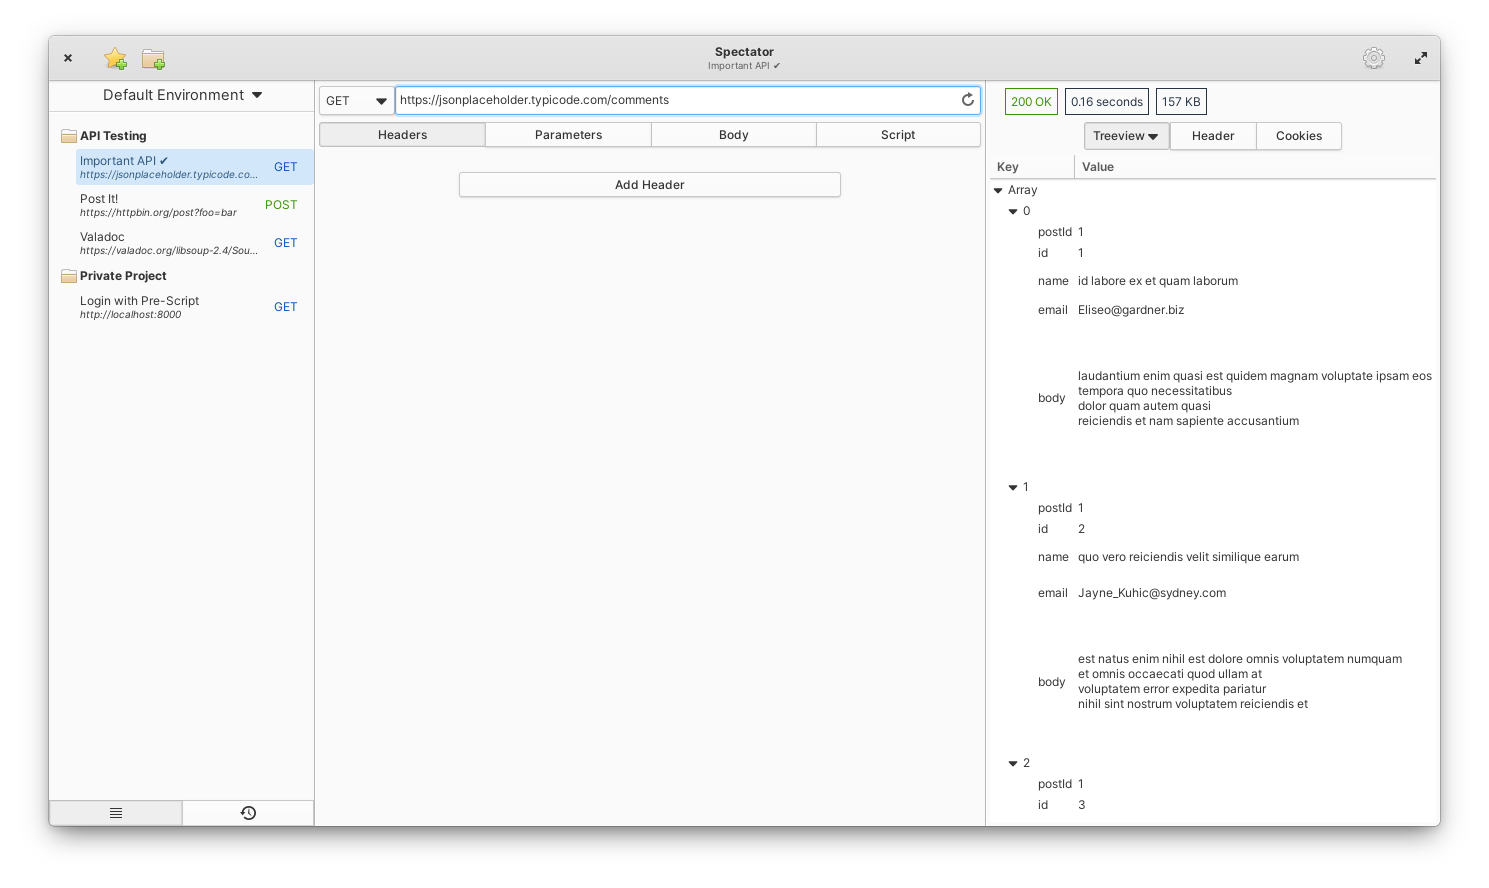 Spectator
Important API ✔
Default Environment
API Testing
Important API ✔
https://jsonplaceholder.typicode.co...
GET
Post It!
https://httpbin.org/post?foo=bar
POST
Valadoc
https://valadoc.org/libsoup-2.4/Sou...
GET
Private Project
Login with Pre-Script
http://localhost:8000
GET
GET
https://jsonplaceholder.typicode.com/comments
Headers
Parameters
Body
Script
Add Header
200 OK
0.16 seconds
157 KB
Treeview
Header
Cookies
Key Value
Array
0
postId 1
id 1
name id labore ex et quam laborum
email Eliseo@gardner.biz
body
laudantium enim quasi est quidem magnam voluptate ipsam eos
tempora quo necessitatibus
dolor quam autem quasi
reiciendis et nam sapiente accusantium
1
postId 1
id 2
name quo vero reiciendis velit similique earum
email Jayne_Kuhic@sydney.com
body
est natus enim nihil est dolore omnis voluptatem numquam
et omnis occaecati quod ullam at
voluptatem error expedita pariatur
nihil sint nostrum voluptatem reiciendis et
2
postId 1
id 3